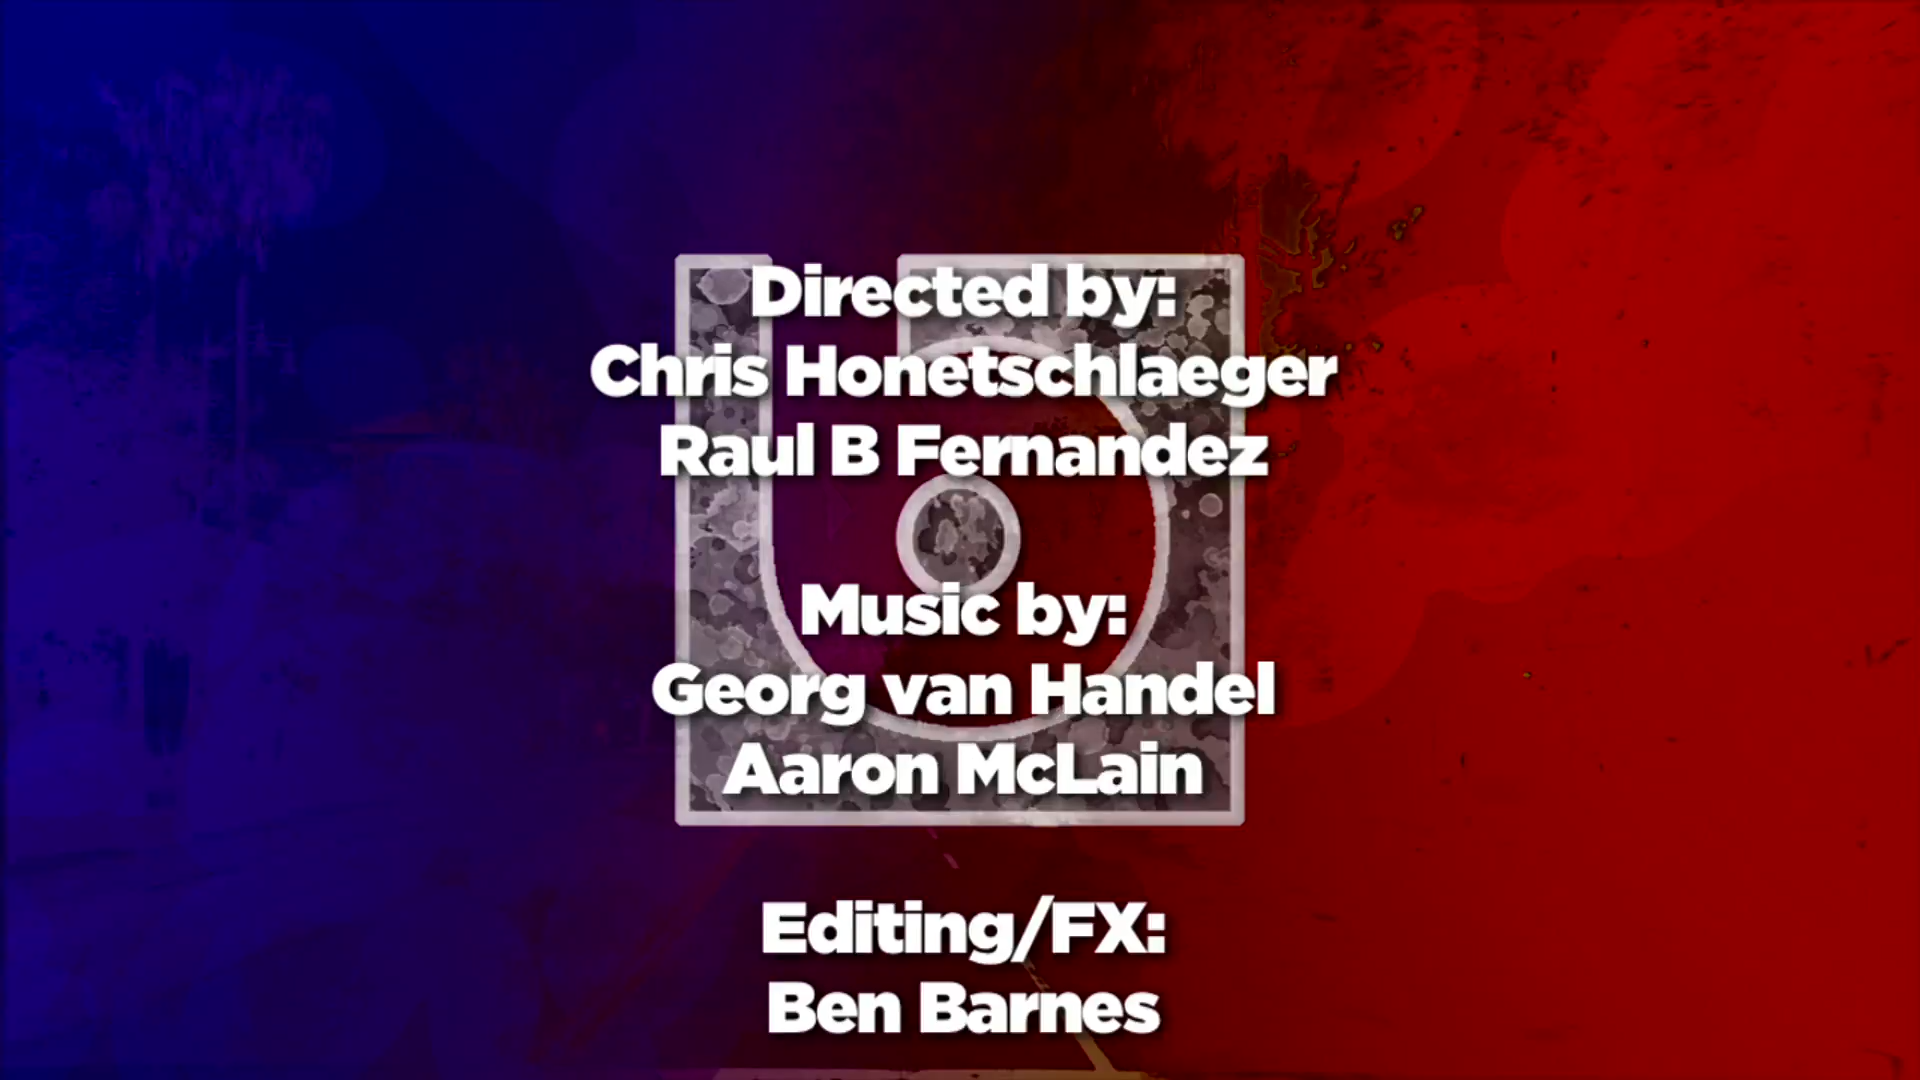 Directed by:
Chris Honetschlaeger
Raul B Fernandez
Music by:
Georg van Handel
Aaron McLain
Editing/FX:
Ben Barnes